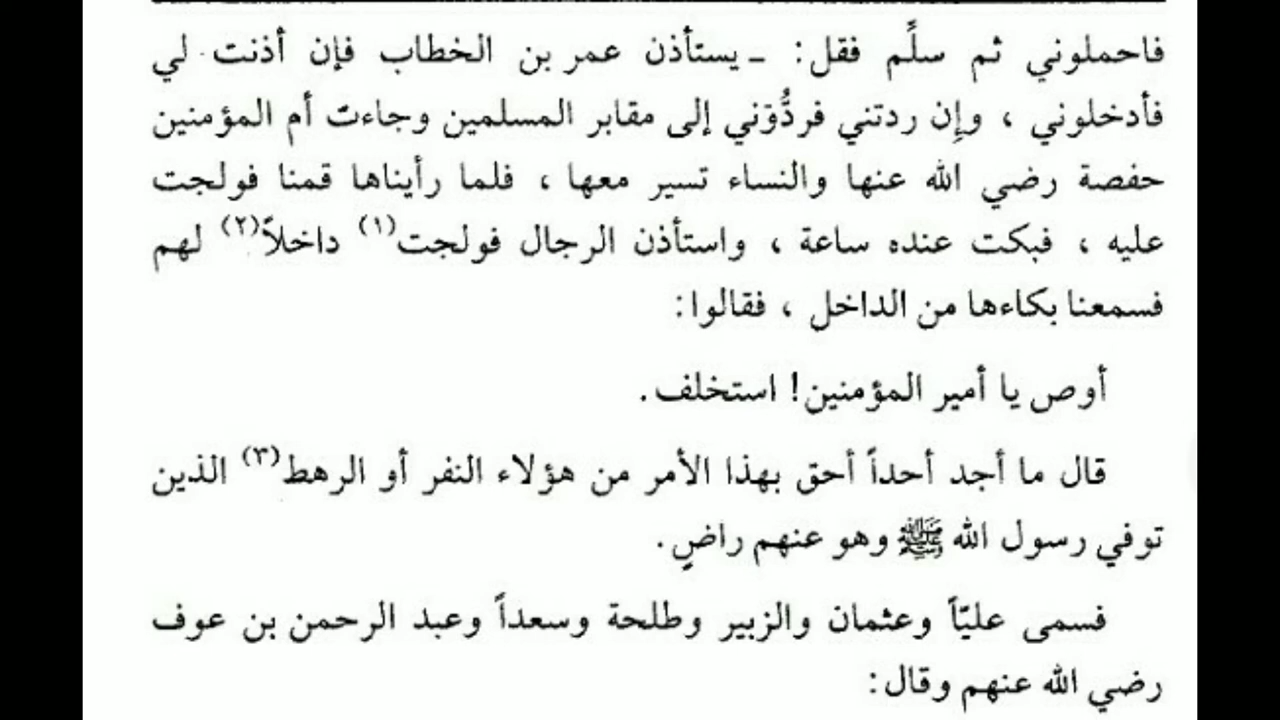 فاحملوني ثم سلِّم فقل: ـ يستأذن عمر بن الخطاب فإن أذنت لي
فأدخلوني ، وإِن ردتني فردُّوّني إلى مقابر المسلمين وجاءت أم المؤمنين
حفصة رضي الله عنها والنساء تسير معها ، فلما رأيناها قمنا فولجت
عليه ، فبكت عنده ساعة ، واستأذن الرجال فولجت(١) داخلاً(٢) لهم
فسمعنا بكاءها من الداخل ، فقالوا:
أوص يا أمير المؤمنين! استخلف.
قال ما أجد أحداً أحق بهذا الأمر من هؤلاء النفر أو الرهط(٣) الذين
توفي رسول الله ﷺ وهو عنهم راضٍ.
فسمى عليّاً وعثمان والزبير وطلحة وسعداً وعبد الرحمن بن عوف
رضي الله عنهم وقال: